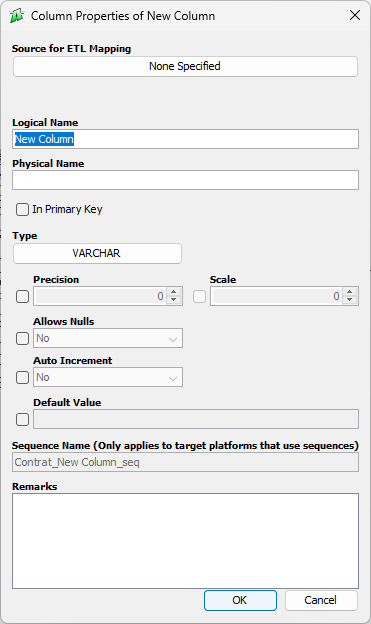 Column Properties of New Column
Source for ETL Mapping
None Specified
Logical Name
New Column
Physical Name
In Primary Key
Type
VARCHAR
Precision Scale
0 0
Allows Nulls
No
Auto Increment
No
Default Value
Sequence Name (Only applies to target platforms that use sequences)
Contrat_New Column_seq
Remarks
OK Cancel